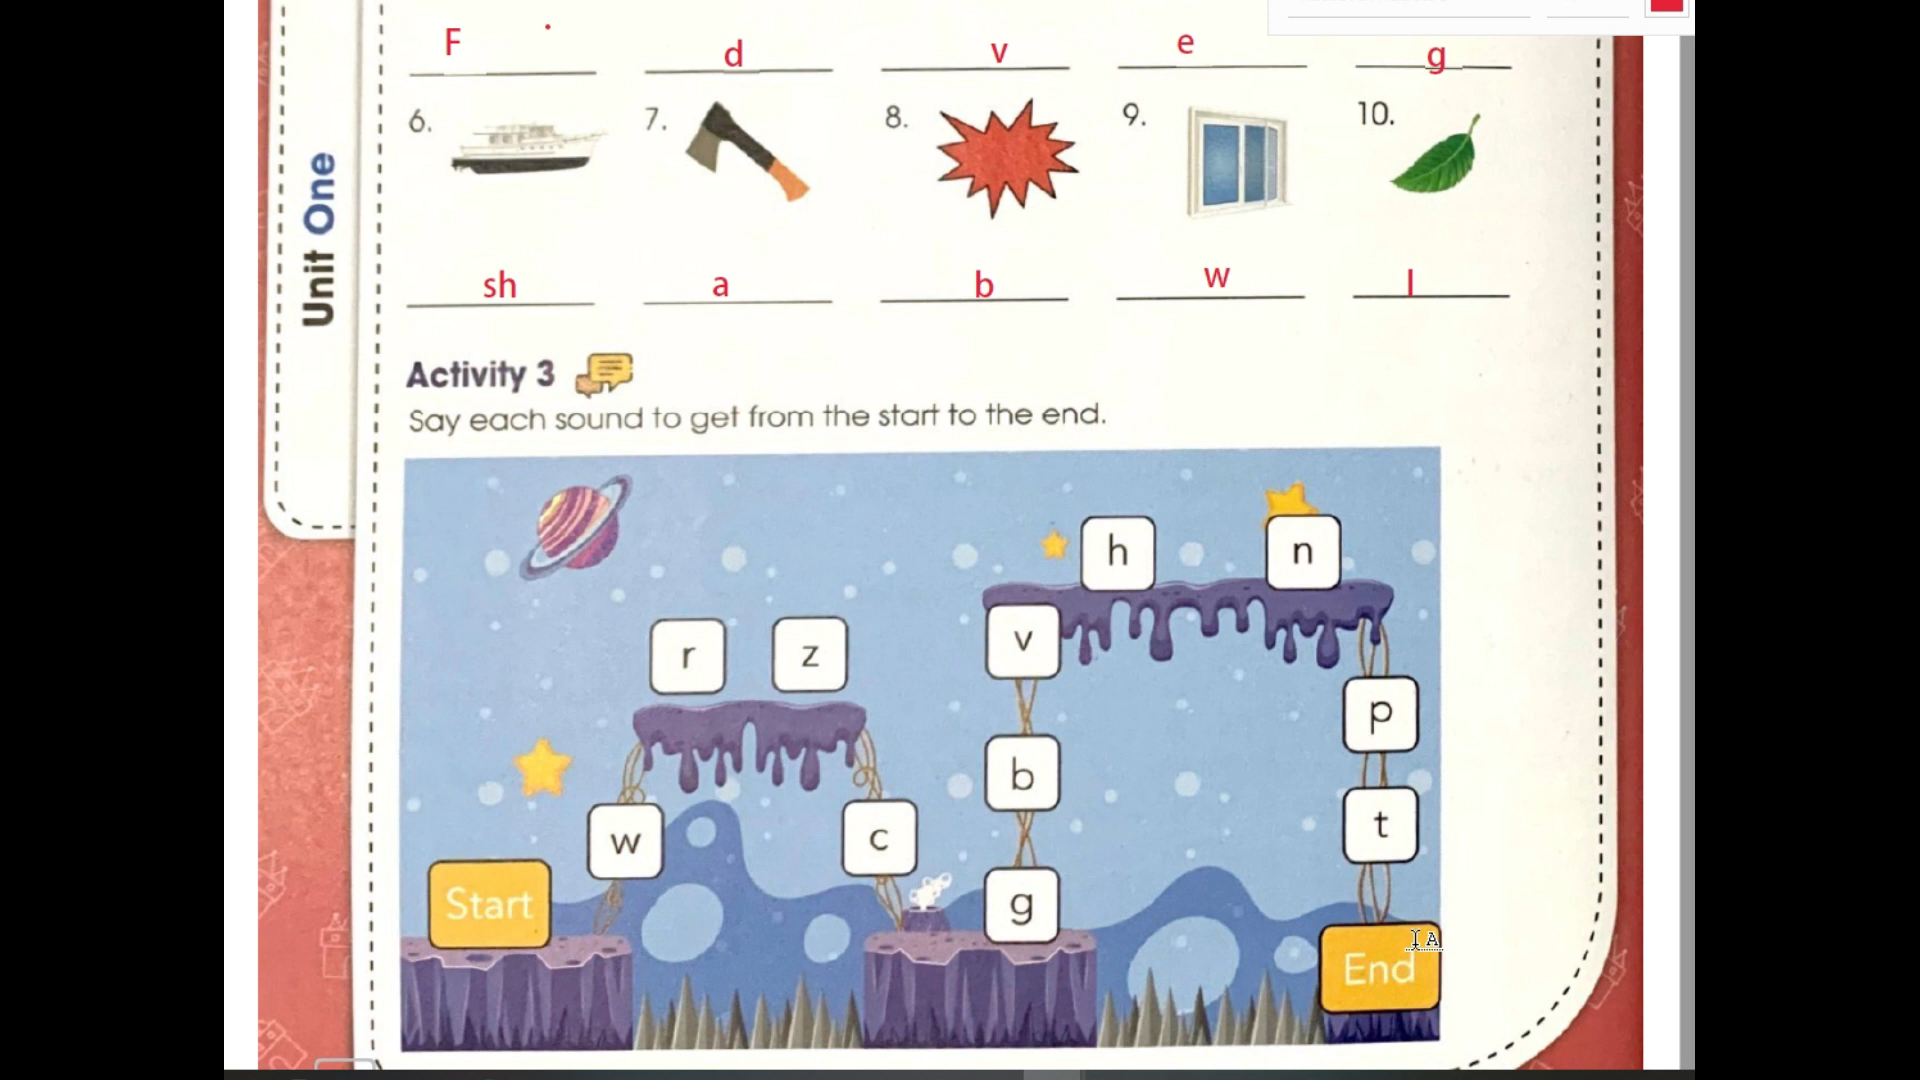 F d v e g
6. 7. 8. 9. 10.
sh a b w l
Unit One
Activity 3
Say each sound to get from the start to the end.
h n
r z v
p
b
w c t
Start g
End
A